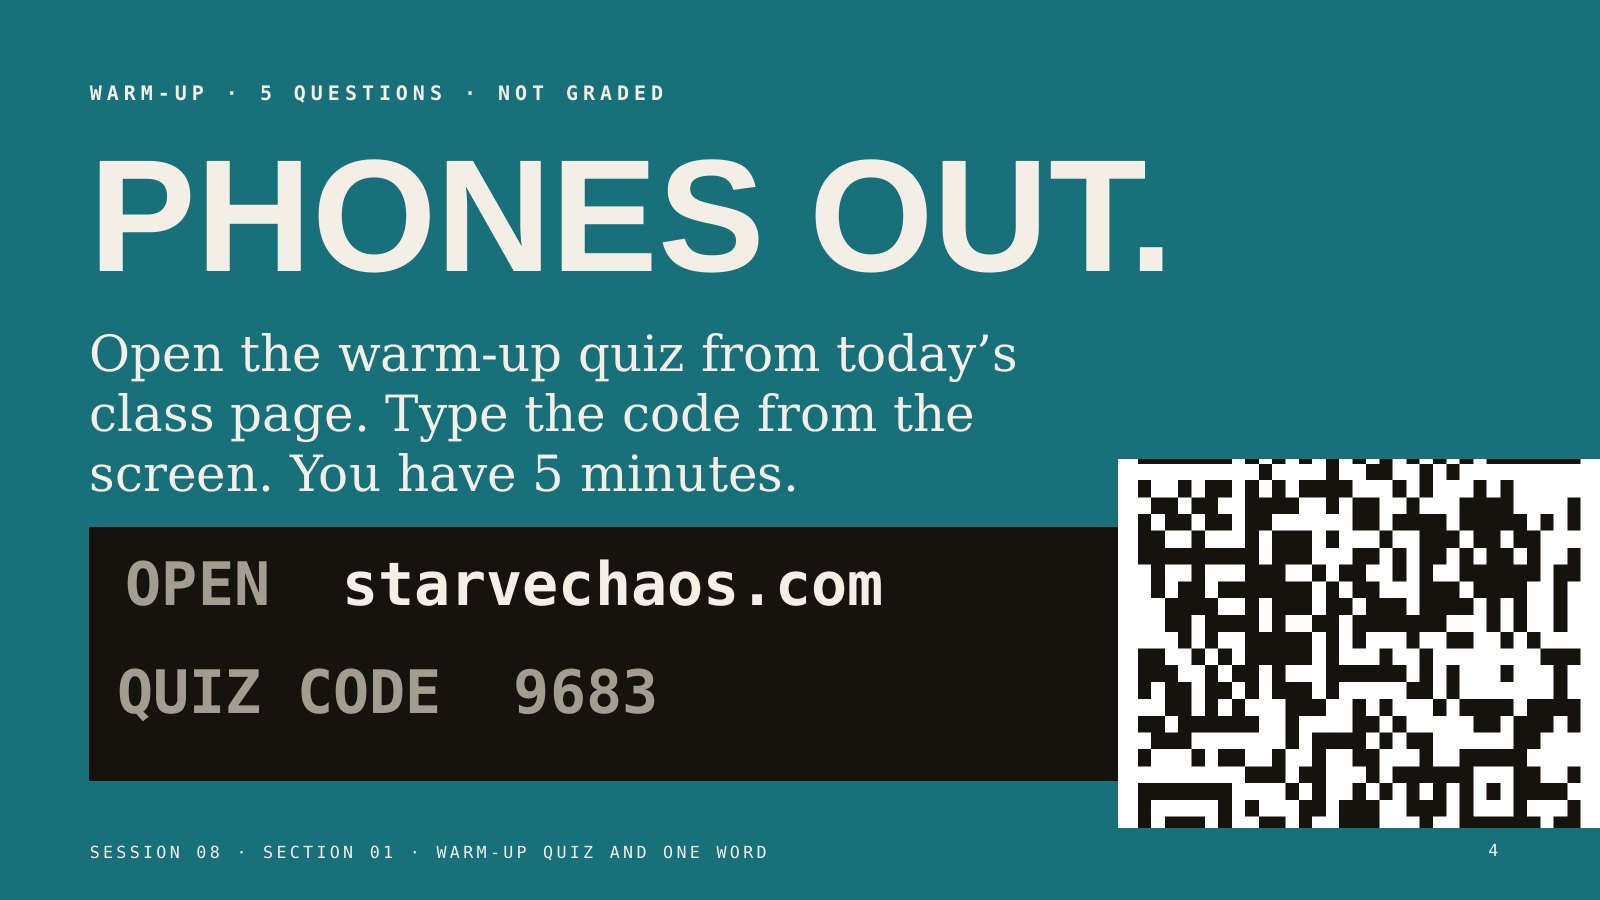 WARM-UP · 5 QUESTIONS · NOT GRADED
PHONES OUT.
Open the warm-up quiz from today’s
class page. Type the code from the
screen. You have 5 minutes.
OPEN starvechaos.com
QUIZ CODE 9683
SESSION 08 · SECTION 01 · WARM-UP QUIZ AND ONE WORD
4